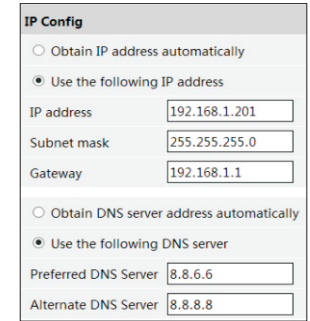 IP Config
Obtain IP address automatically
Use the following IP address
IP address 192.168.1.201
Subnet mask 255.255.255.0
Gateway 192.168.1.1
Obtain DNS server address automatically
Use the following DNS server
Preferred DNS Server 8.8.6.6
Alternate DNS Server 8.8.8.8